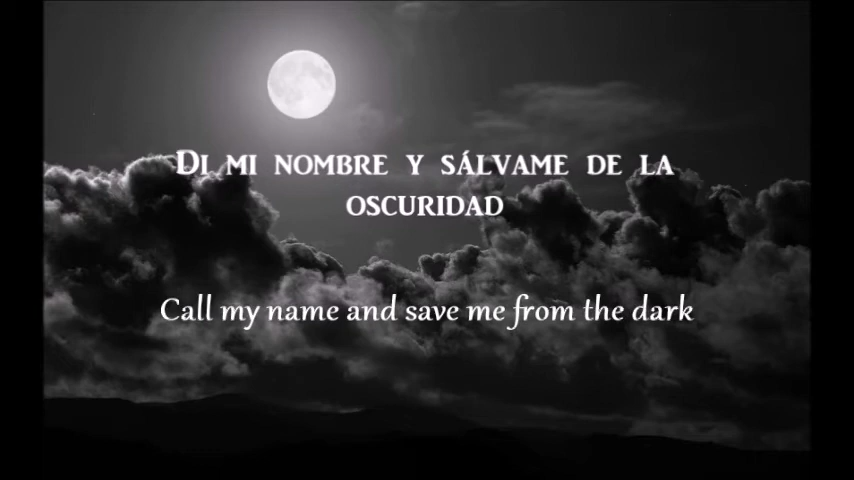 Di mi nombre y sálvame de la
oscuridad
Call my name and save me from the dark